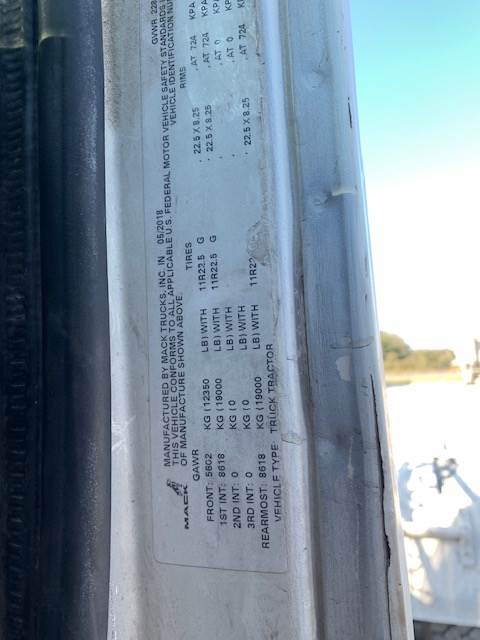 MACK
MANUFACTURED BY MACK TRUCKS, INC. IN 05/2018 GVWR
THIS VEHICLE CONFORMS TO ALL APPLICABLE U.S. FEDERAL MOTOR VEHICLE SAFETY STANDARDS
OF MANUFACTURE SHOWN ABOVE. VEHICLE IDENTIFICATION
GAWR TIRES RIMS
FRONT: 5602 KG (12350 LB) WITH 11R22.5 G , 22.5 X 8.25 , AT 724 KPA
1ST INT: 8618 KG (19000 LB) WITH 11R22.5 G , 22.5 X 8.25 , AT 724 KPA
2ND INT: 0 KG (0 LB) WITH , , AT 0 KPA
3RD INT: 0 KG (0 LB) WITH , , AT 0
REARMOST: 8618 KG (19000 LB) WITH 11R22 , 22.5 X 8.25 , AT 724 KPA
VEHICLE TYPE TRUCK TRACTOR